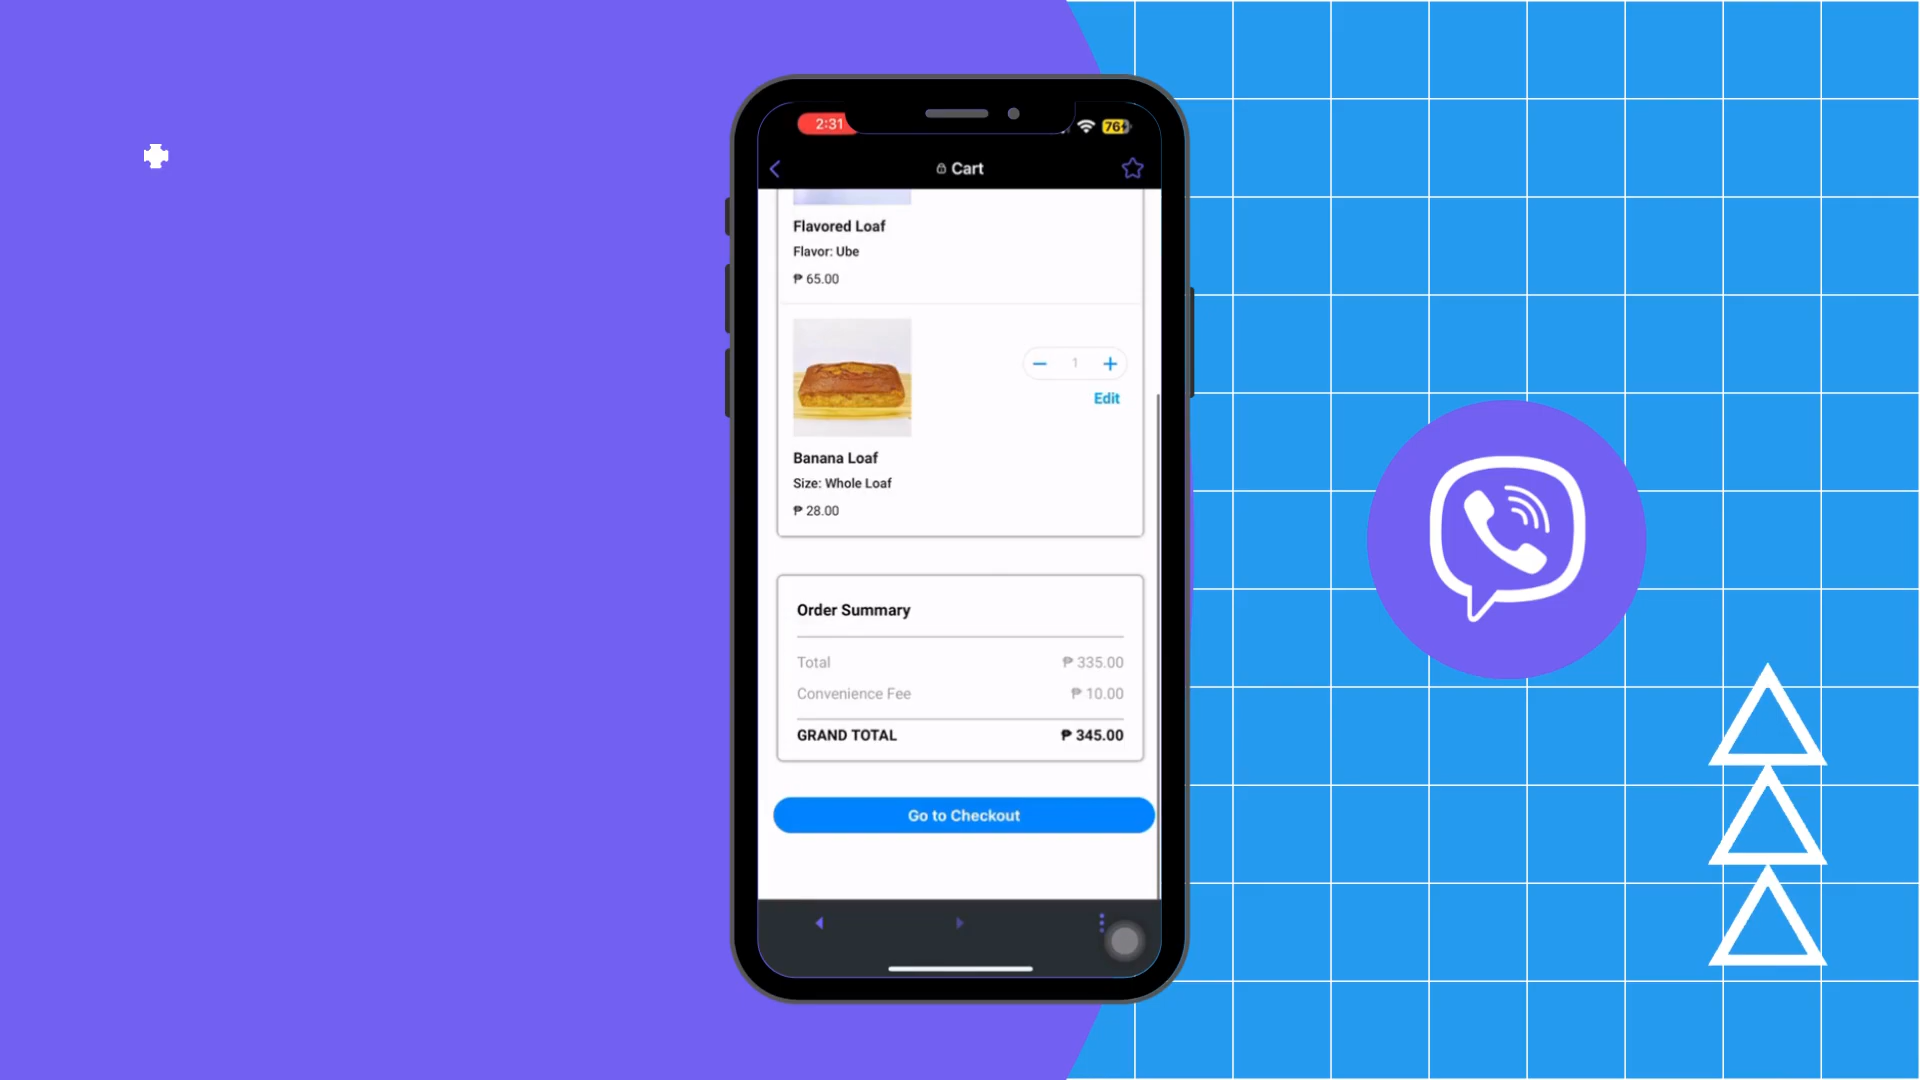 2:31
76
Cart
Flavored Loaf
Flavor: Ube
₱ 65.00
1
Edit
Banana Loaf
Size: Whole Loaf
₱ 28.00
Order Summary
Total ₱ 335.00
Convenience Fee ₱ 10.00
GRAND TOTAL ₱ 345.00
Go to Checkout